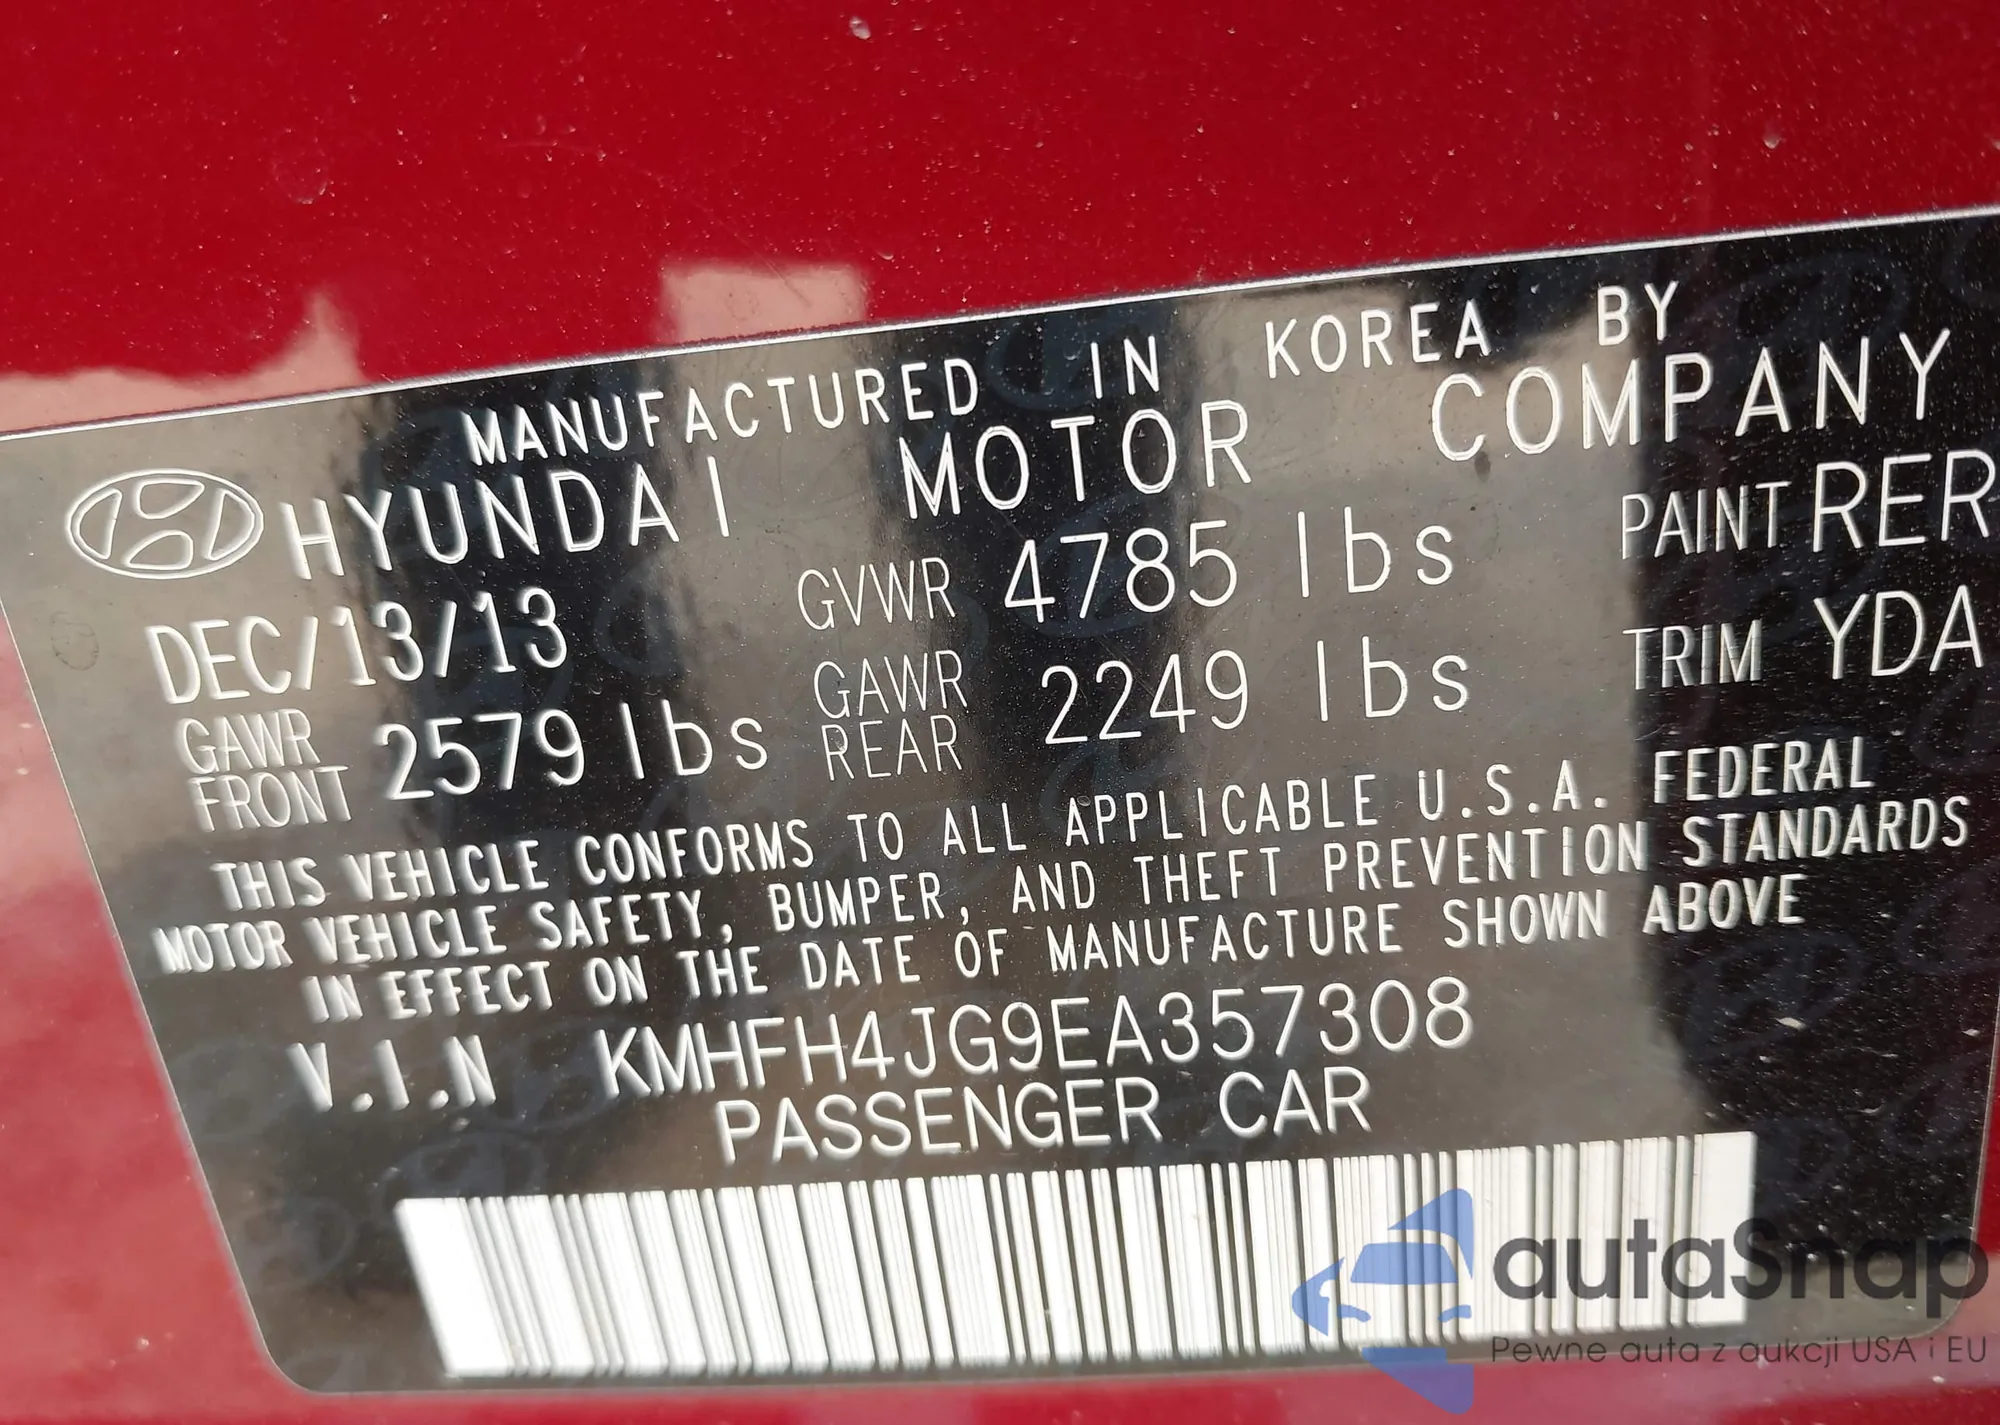 MANUFACTURED IN KOREA BY
HYUNDAI MOTOR COMPANY
DEC/13/13 GVWR 4785 lbs PAINT RER
GAWR FRONT 2579 lbs GAWR REAR 2249 lbs TRIM YDA
THIS VEHICLE CONFORMS TO ALL APPLICABLE U.S.A. FEDERAL
MOTOR VEHICLE SAFETY, BUMPER, AND THEFT PREVENTION STANDARDS
IN EFFECT ON THE DATE OF MANUFACTURE SHOWN ABOVE
V.I.N KMHFH4JG9EA357308
PASSENGER CAR
autaSnap
Pewne auta z aukcji USA i EU